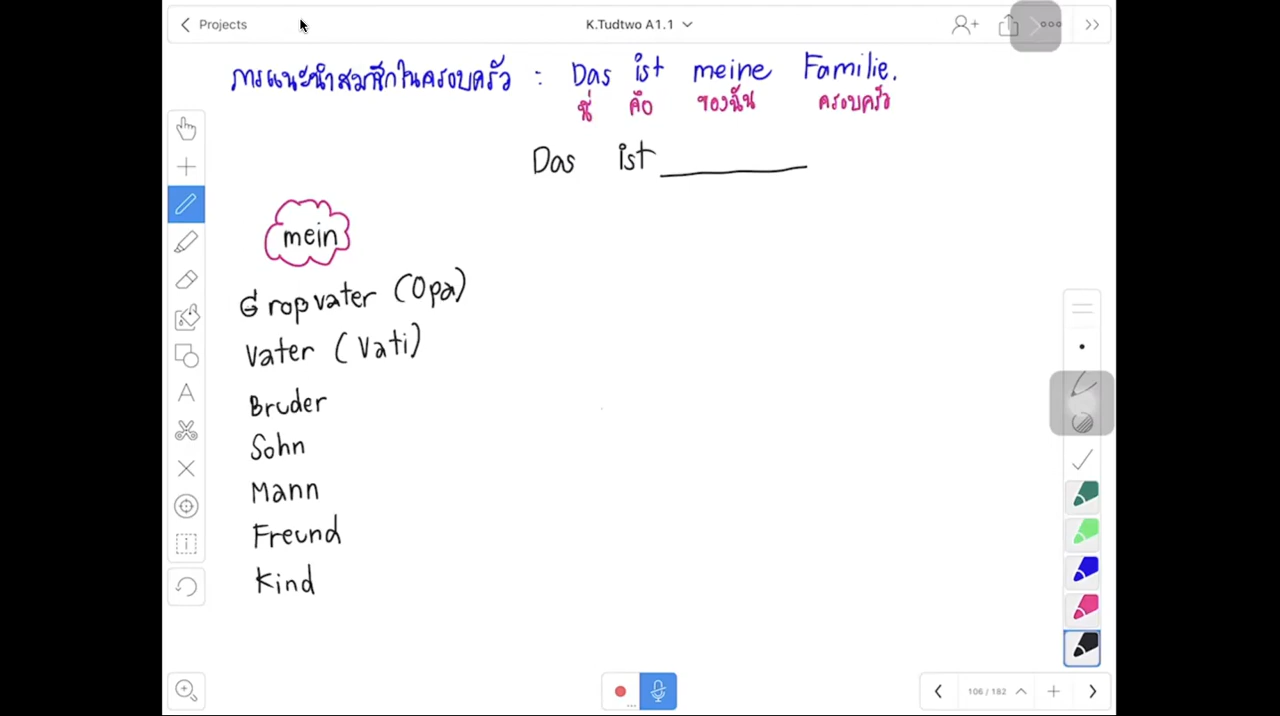 Projects
K.Tudtwo A1.1
การแนะนำสมาชิกในครอบครัว : Das ist meine Familie.
นี่ คือ ของฉัน ครอบครัว
Das ist
mein
Großvater (Opa)
Vater (Vati)
Bruder
Sohn
Mann
Freund
Kind
106 / 182